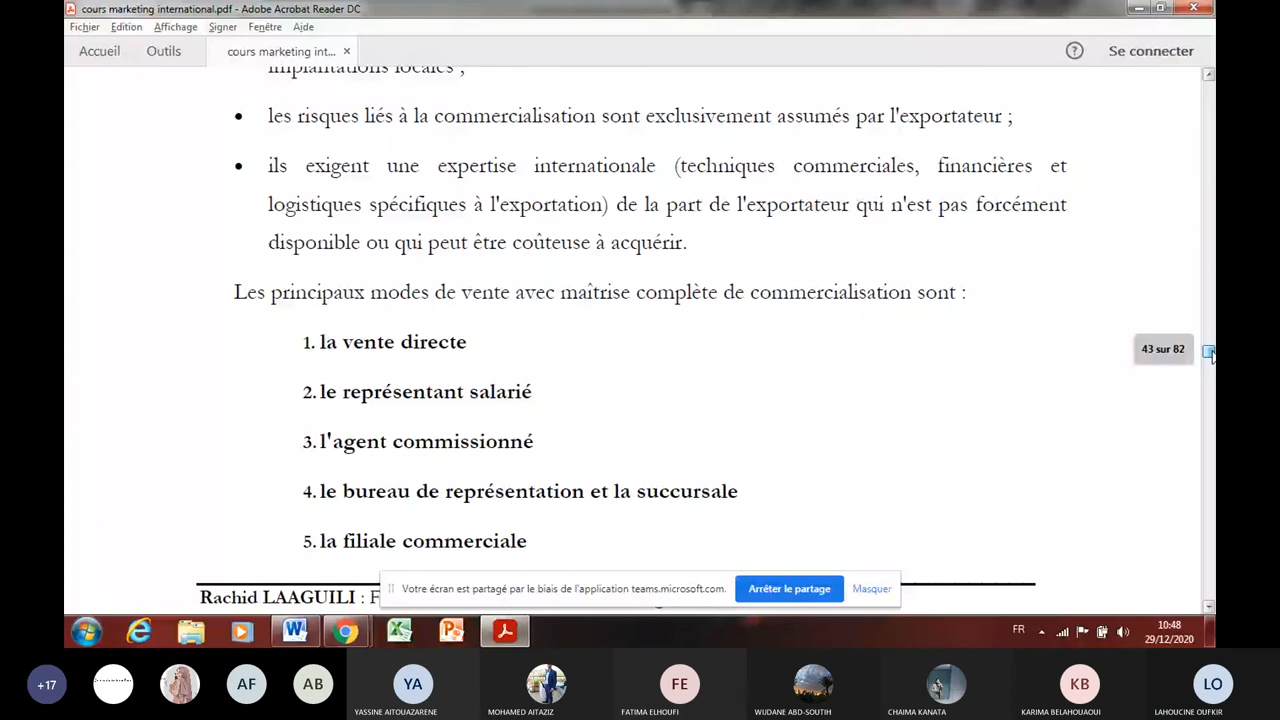 cours marketing international.pdf - Adobe Acrobat Reader DC
Fichier Edition Affichage Signer Fenêtre Aide
Accueil Outils cours marketing int... × ? Se connecter
implantations locales ;
• les risques liés à la commercialisation sont exclusivement assumés par l'exportateur ;
• ils exigent une expertise internationale (techniques commerciales, financières et
logistiques spécifiques à l'exportation) de la part de l'exportateur qui n'est pas forcément
disponible ou qui peut être coûteuse à acquérir.
Les principaux modes de vente avec maîtrise complète de commercialisation sont :
1. la vente directe
43 sur 82
2. le représentant salarié
3. l'agent commissionné
4. le bureau de représentation et la succursale
5. la filiale commerciale
Votre écran est partagé par le biais de l'application teams.microsoft.com. Arrêter le partage Masquer
Rachid LAAGUILI : F
FR 10:48
29/12/2020
+17 AF AB YA FE KB LO
YASSINE AITOUAZARENE MOHAMED AITAZIZ FATIMA ELHOUFI WIJDANE ABD-SOUTIH CHAIMA KANATA KARIMA BELAHOUAOUI LAHOUCINE OUFKIR